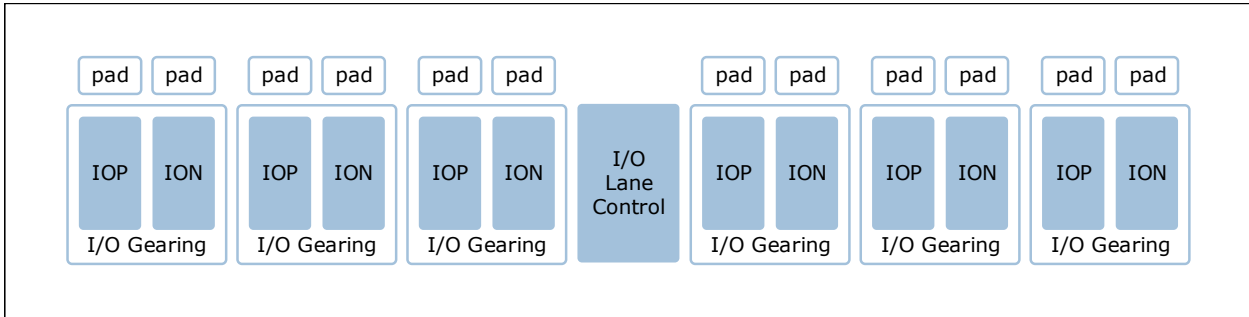 pad pad pad pad pad pad pad pad pad pad pad pad
IOP ION IOP ION IOP ION I/O Lane Control IOP ION IOP ION IOP ION
I/O Gearing I/O Gearing I/O Gearing I/O Gearing I/O Gearing I/O Gearing